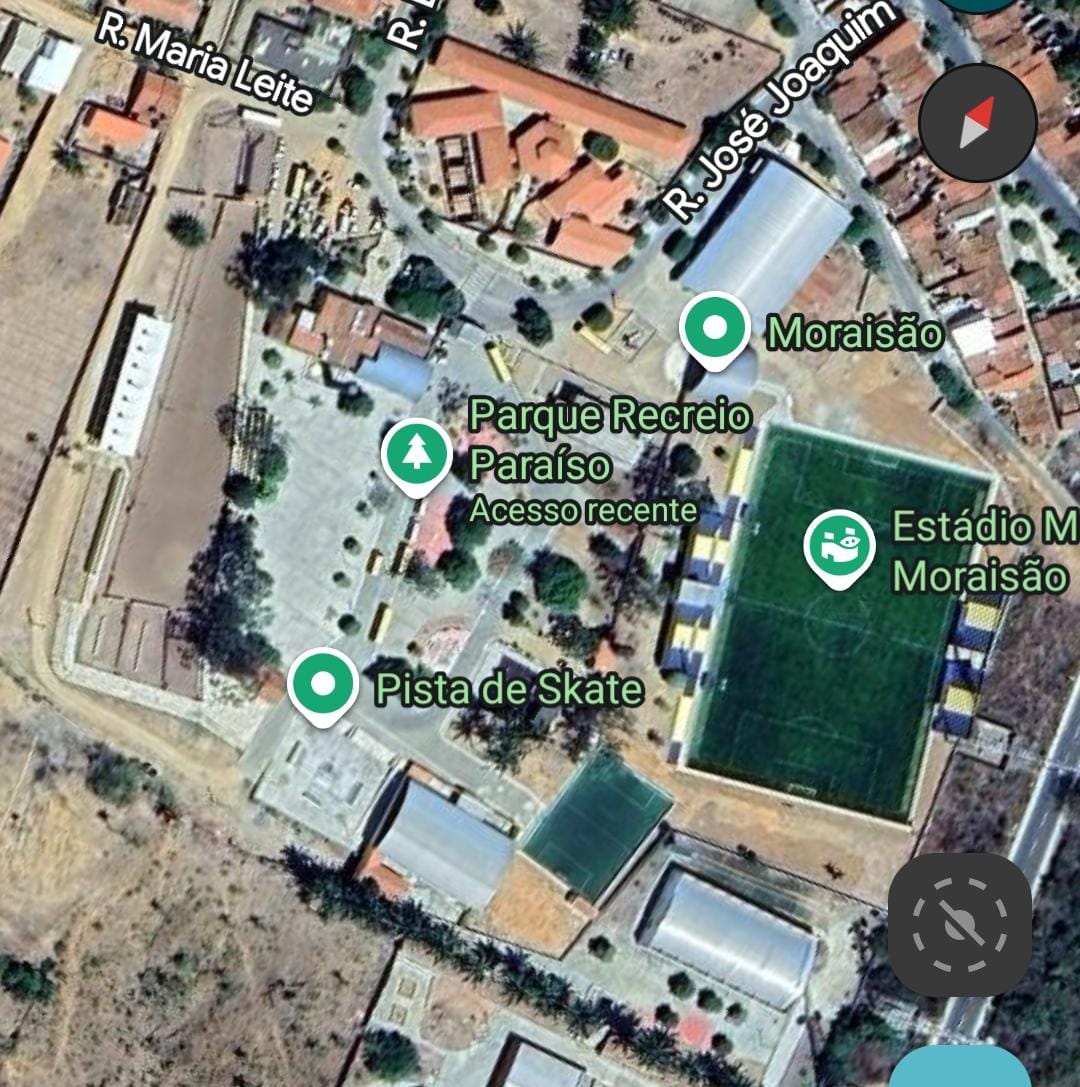 R. Maria Leite
R.
R. José Joaquim
Moraisão
Parque Recreio
Paraíso
Acesso recente
Estádio M
Moraisão
Pista de Skate